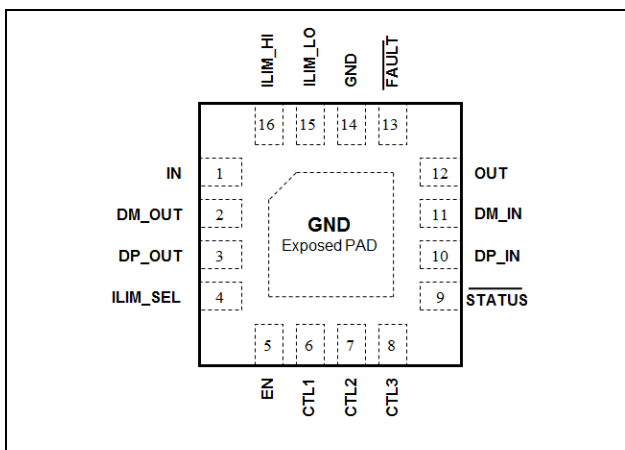 ILIM_HI
ILIM_LO
GND
FAULT
16
15
14
13
IN
1
12
OUT
DM_OUT
2
11
DM_IN
DP_OUT
3
10
DP_IN
ILIM_SEL
4
9
STATUS
GND
Exposed PAD
5
6
7
8
EN
CTL1
CTL2
CTL3